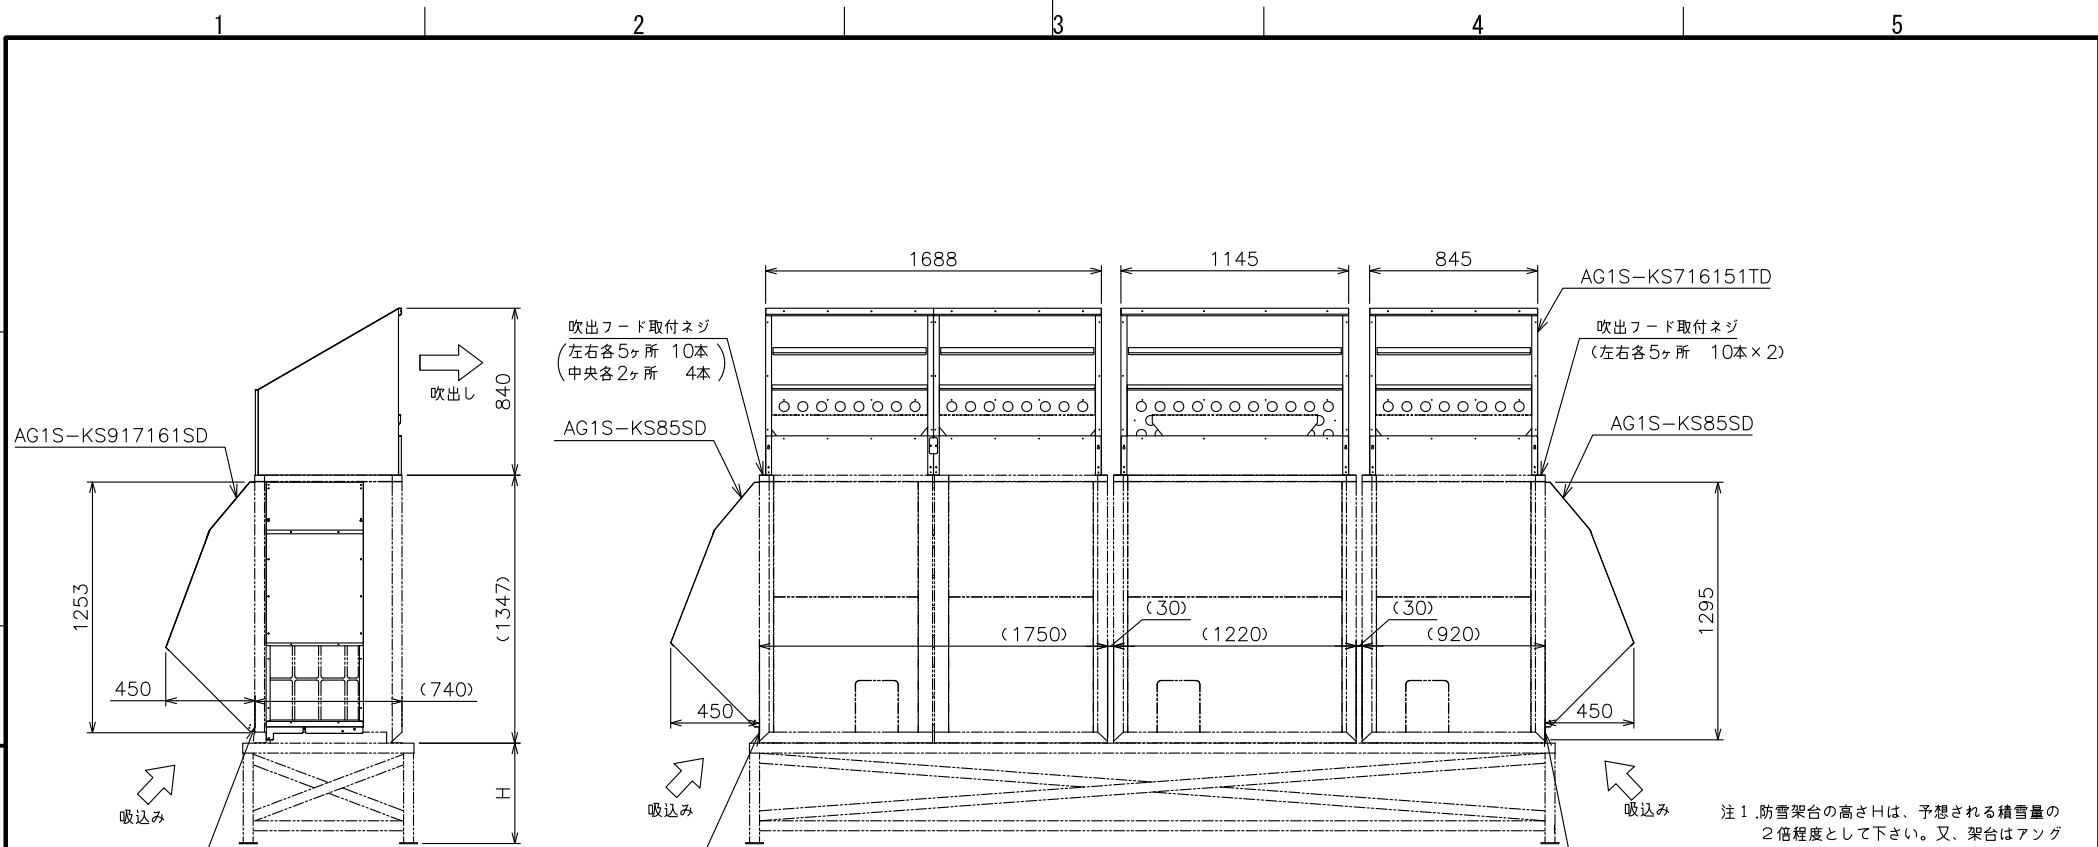 1 2 3 4 5
1688
1145
845
AG1S-KS716151TD
吹出フード取付ネジ
(左右各5ヶ所 10本
中央各2ヶ所 4本)
吹出フード取付ネジ
(左右各5ヶ所 10本×2)
吹出し
840
AG1S-KS917161SD
AG1S-KS85SD
AG1S-KS85SD
1253
(1347)
1295
(30)
(30)
(1750)
(1220)
(920)
450
(740)
450
450
H
吸込み
吸込み
吸込み
注1.防雪架台の高さHは、予想される積雪量の
2倍程度として下さい。又、架台はアング